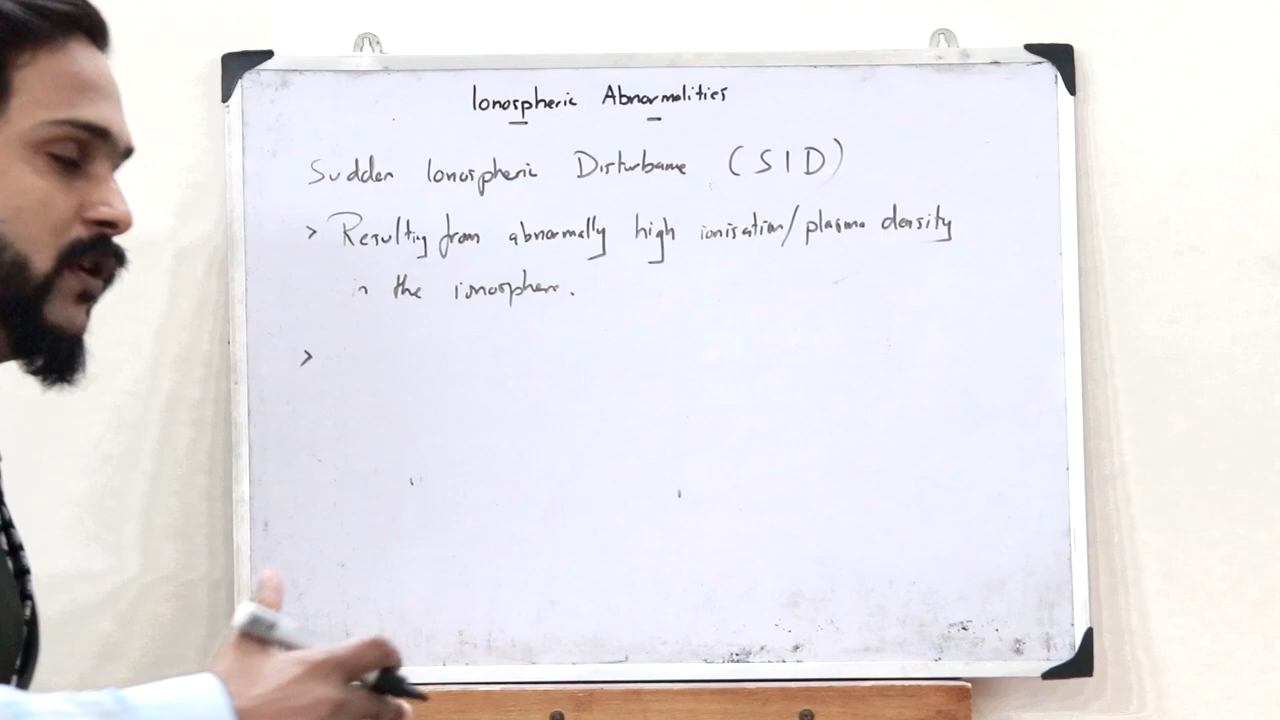 Ionospheric Abnormalities
Sudden Ionospheric Disturbance (SID)
> Resulting from abnormally high ionisation/plasma density
in the ionosphere.
>